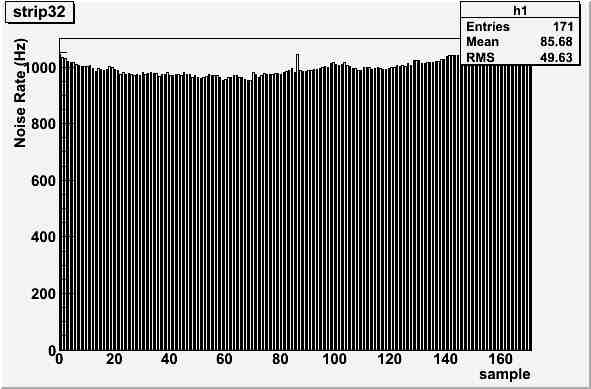 strip32
h1
Entries 171
Mean 85.68
RMS 49.63
Noise Rate (Hz)
1000
800
600
400
200
0
0 20 40 60 80 100 120 140 160
sample